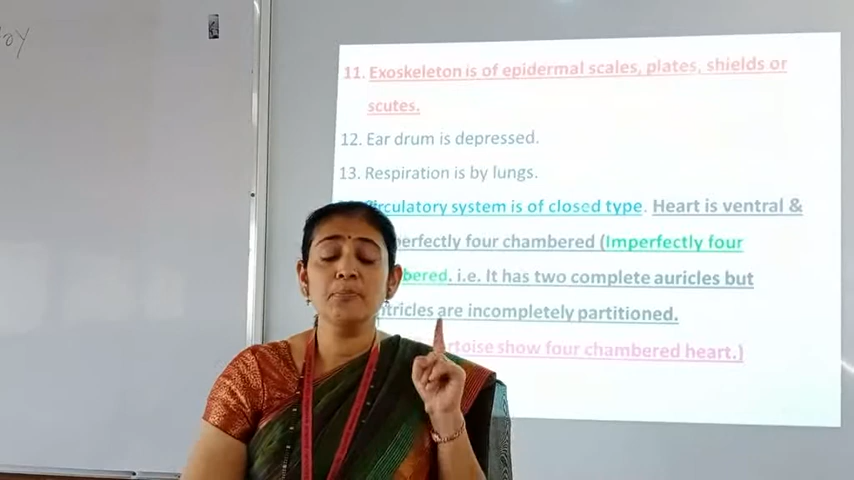 11. Exoskeleton is of epidermal scales, plates, shields or
scutes.
12. Ear drum is depressed.
13. Respiration is by lungs.
Circulatory system is of closed type. Heart is ventral &
four chambered (Imperfectly four
i.e. It has two complete auricles but
are incompletely partitioned.
show four chambered heart.)